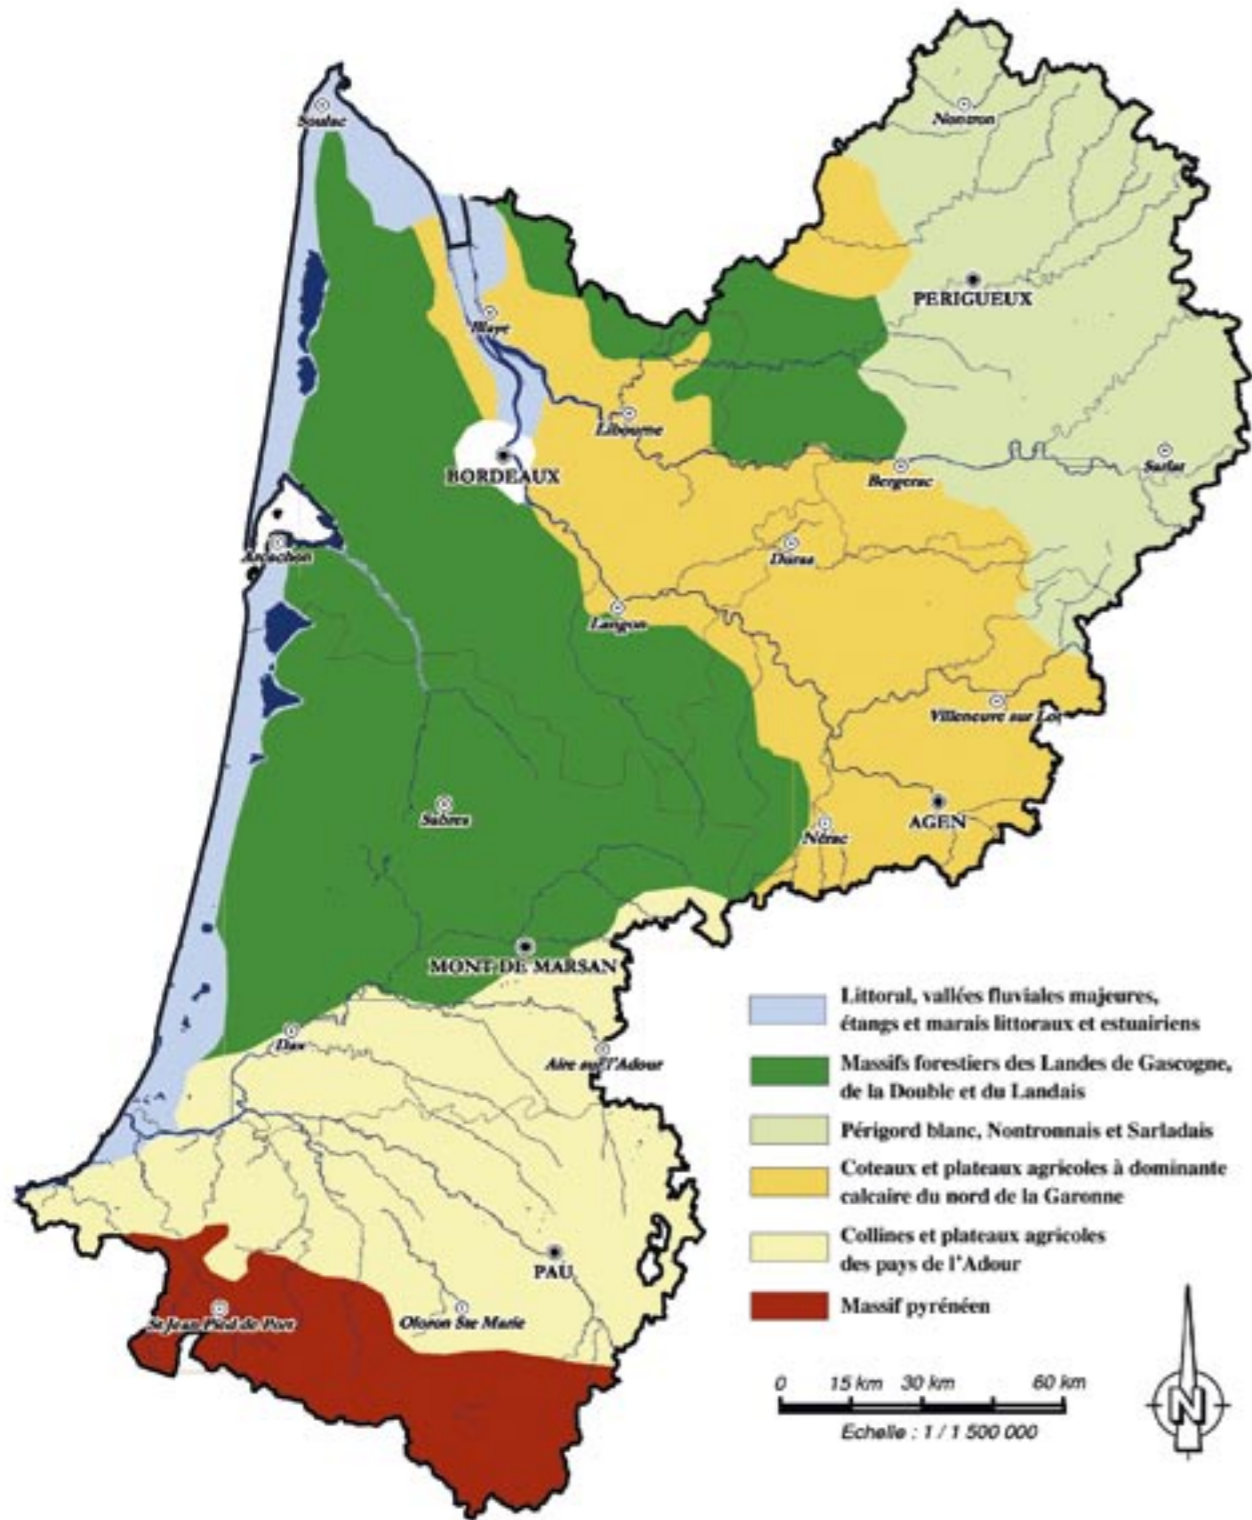 Soulac
Nontron
PERIGUEUX
Blaye
Libourne
BORDEAUX
Bergerac
Sarlat
Arcachon
Duras
Langon
Villeneuve sur Lot
Sabres
Nérac
AGEN
MONT DE MARSAN
Dax
Aire sur l'Adour
PAU
St Jean Pied de Port
Oloron Ste Marie
Littoral, vallées fluviales majeures,
étangs et marais littoraux et estuairiens
Massifs forestiers des Landes de Gascogne,
de la Double et du Landais
Périgord blanc, Nontronnais et Sarladais
Coteaux et plateaux agricoles à dominante
calcaire du nord de la Garonne
Collines et plateaux agricoles
des pays de l'Adour
Massif pyrénéen
0 15 km 30 km 60 km
Echelle : 1 / 1 500 000
N